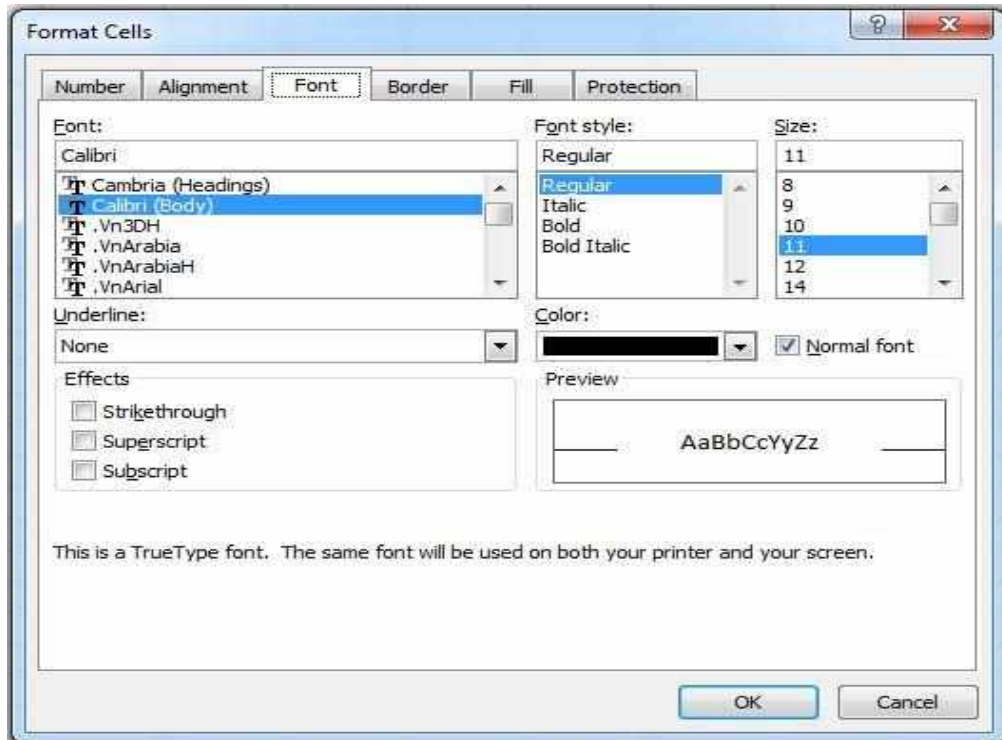 Format Cells
Number Alignment Font Border Fill Protection
Font: Font style: Size:
Calibri Regular 11
Cambria (Headings) Regular 8
Calibri (Body) Italic 9
.Vn3DH Bold 10
.VnArabia Bold Italic 11
.VnArabiaH 12
.VnArial 14
Underline: Color:
None Normal font
Effects Preview
Strikethrough
Superscript AaBbCcYyZz
Subscript
This is a TrueType font. The same font will be used on both your printer and your screen.
OK Cancel